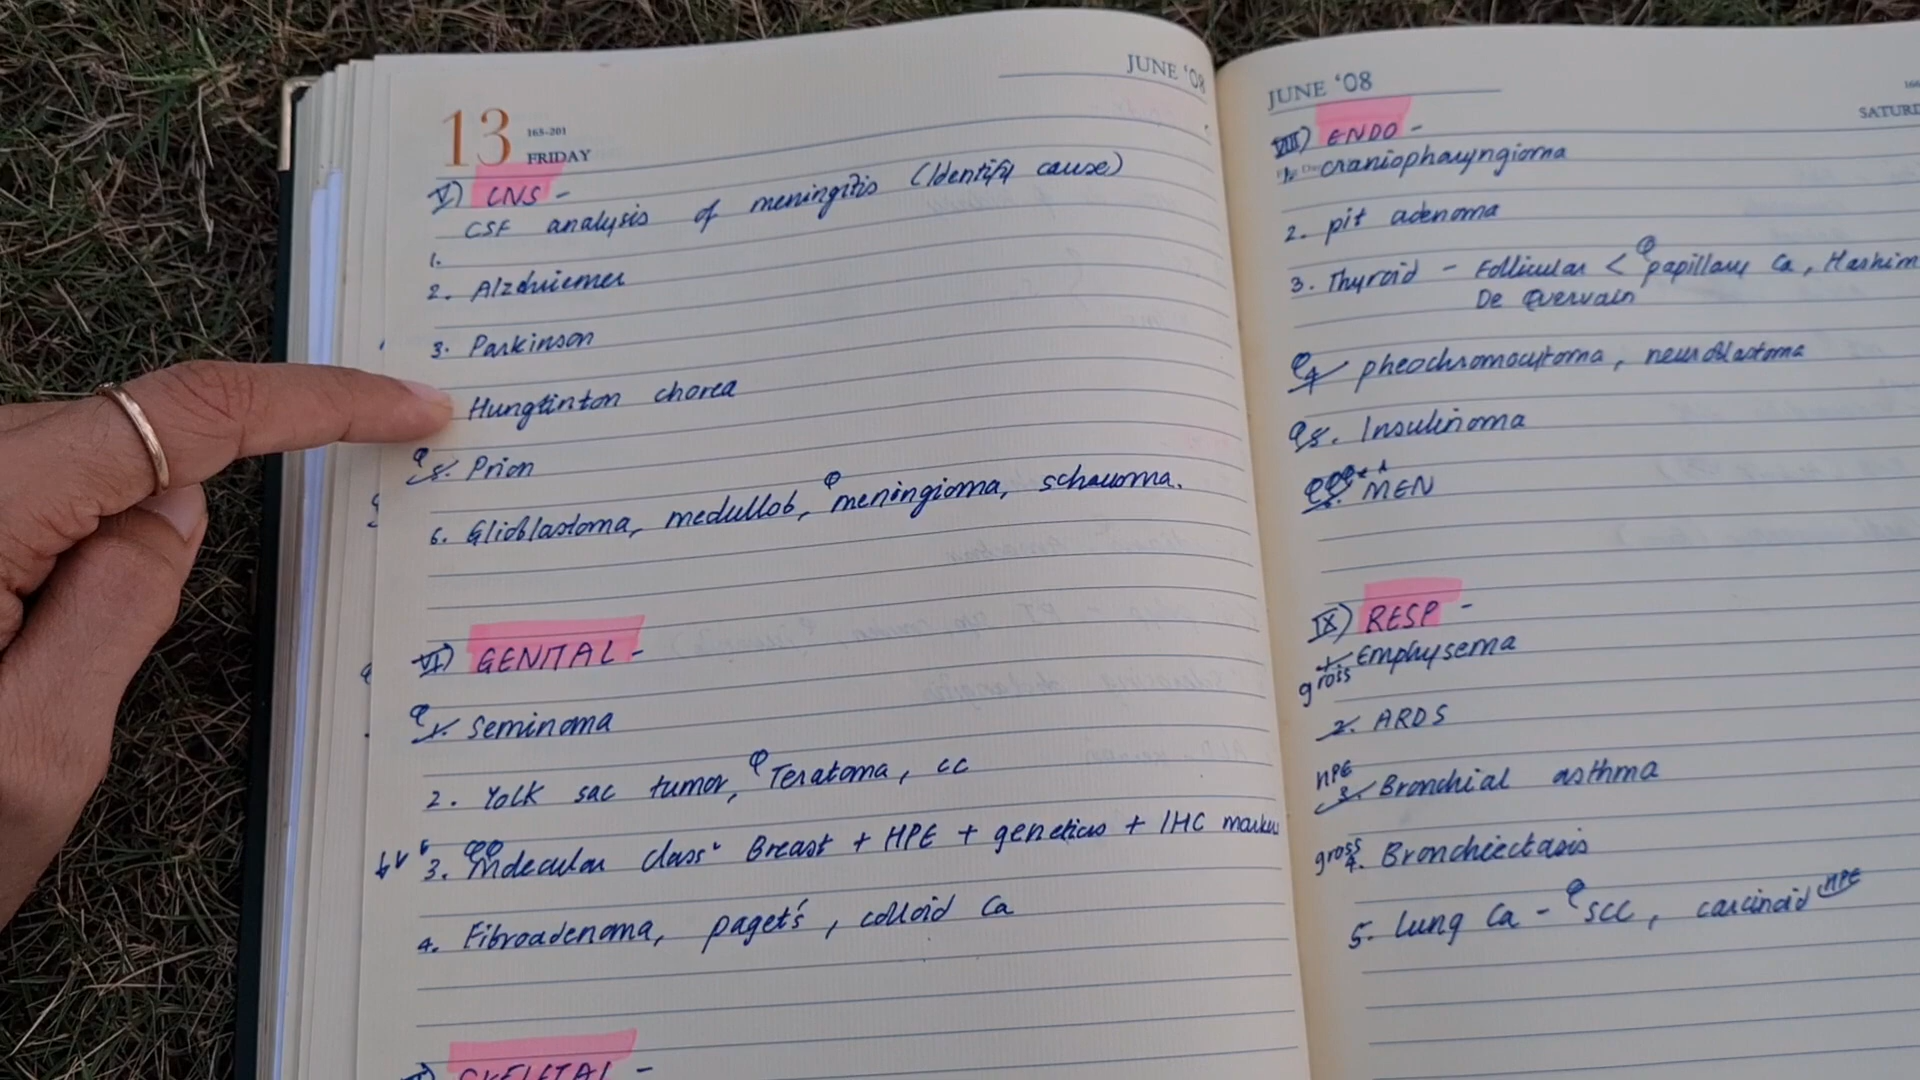 JUNE '08
13
165-201
FRIDAY
V) CNS -
CSF analysis of meningitis (Identify cause)
1.
2. Alzhiemer
3. Parkinson
Hungtinton chorea
Q 5. Prion
6. Glioblastoma, medullob, Q meningioma, schwoma.
VI) GENITAL -
Q 1. Seminoma
2. Yolk sac tumor, Q Teratoma, cc
3. QQ Molecular class Breast + HPE + genetics + IHC marker
4. Fibroadenoma, paget's, colloid Ca
SKELETAL -
JUNE '08
SATURD
VIII) ENDO -
1. craniopharyngioma
2. pit adenoma
3. Thyroid - Follicular < Q papillary Ca, Hashim
De Quervain
Q 4 pheochromocytoma, neuroblastoma
Q 5. Insulinoma
MEN
IX) RESP -
1. Emphysema
gross
2. ARDS
HPE
3. Bronchial asthma
gross
4. Bronchiectasis
5. Lung Ca - Q SCC, carcinoid HPE